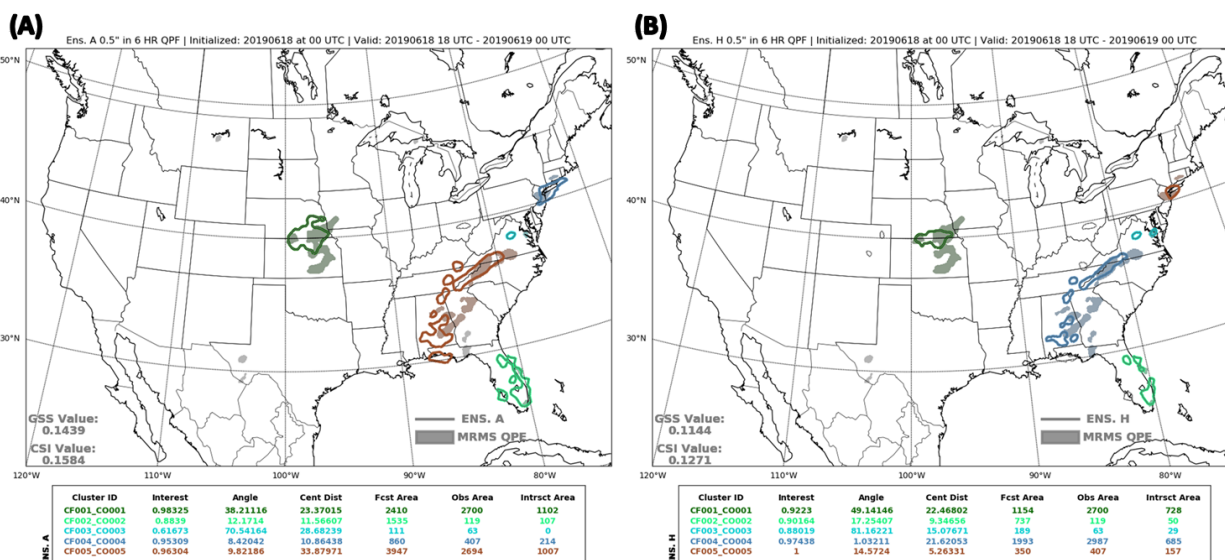 (A)
Ens. A 0.5" in 6 HR QPF | Initialized: 20190618 at 00 UTC | Valid: 20190618 18 UTC - 20190619 00 UTC
50°N
40°N
30°N
GSS Value:
0.1439
CSI Value:
0.1584
ENS. A
MRMS QPF
120°W 110°W 100°W 90°W 80°W
ENS. A
Cluster ID Interest Angle Cent Dist Fcst Area Obs Area Intrsct Area
CF001_CO001 0.98325 38.21116 23.37015 2410 2700 1102
CF002_CO002 0.8839 12.1714 11.56607 1535 119 107
CF003_CO003 0.61673 70.54164 28.68239 111 63 0
CF004_CO004 0.95309 8.42042 10.86438 860 407 214
CF005_CO005 0.96304 9.82186 33.87971 3947 2694 1007
(B)
Ens. H 0.5" in 6 HR QPF | Initialized: 20190618 at 00 UTC | Valid: 20190618 18 UTC - 20190619 00 UTC
50°N
40°N
30°N
GSS Value:
0.1144
CSI Value:
0.1271
ENS. H
MRMS QPF
120°W 110°W 100°W 90°W 80°W
ENS. H
Cluster ID Interest Angle Cent Dist Fcst Area Obs Area Intrsct Area
CF001_CO001 0.9223 49.14146 22.46802 1154 2700 728
CF002_CO002 0.90164 17.25407 9.34656 737 119 50
CF003_CO003 0.88019 81.16221 15.07671 189 63 29
CF004_CO004 0.97438 1.03211 21.62053 1993 2987 685
CF005_CO005 1 14.5724 5.26331 350 407 157